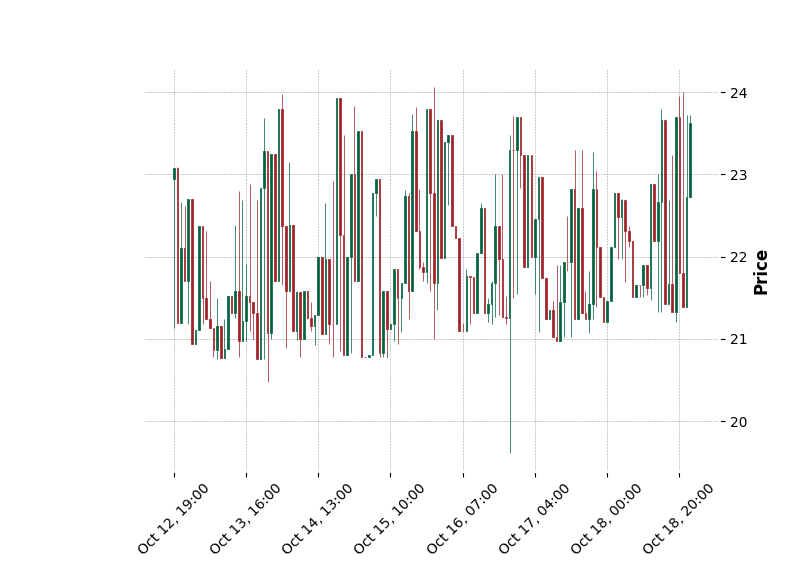 24
23
22
21
20
Price
Oct 12, 19:00
Oct 13, 16:00
Oct 14, 13:00
Oct 15, 10:00
Oct 16, 07:00
Oct 17, 04:00
Oct 18, 00:00
Oct 18, 20:00